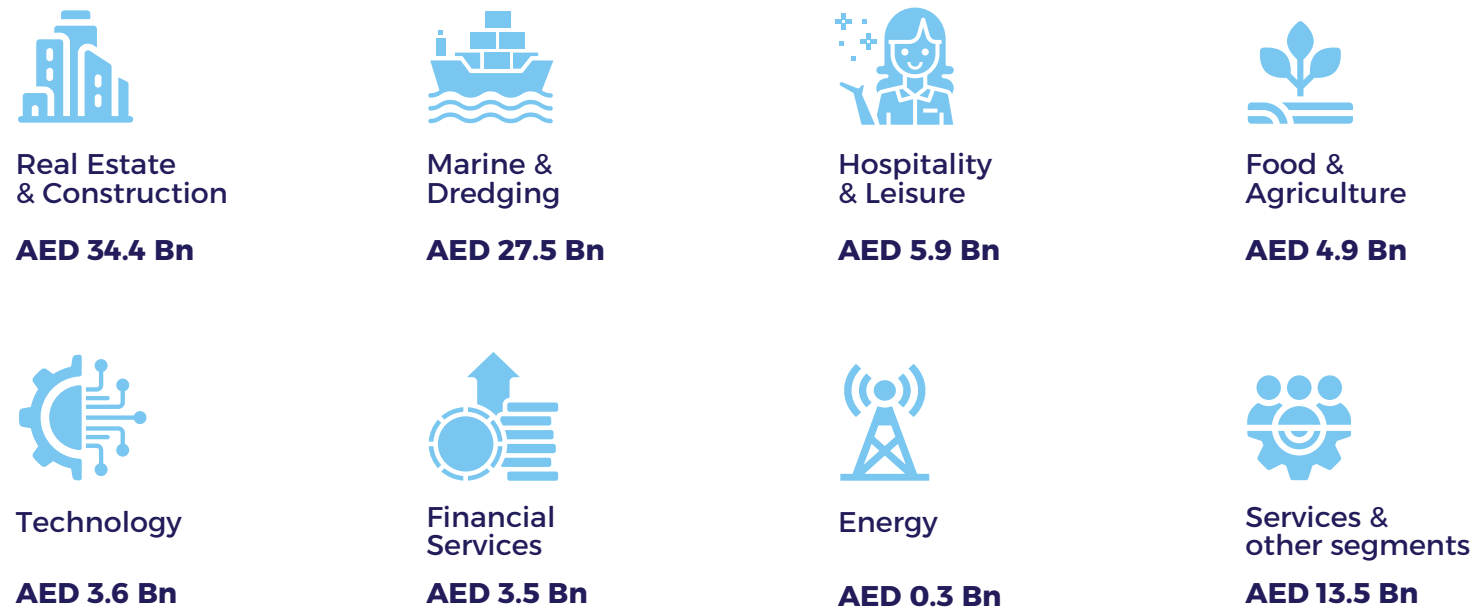 Real Estate
& Construction
AED 34.4 Bn
Marine &
Dredging
AED 27.5 Bn
Hospitality
& Leisure
AED 5.9 Bn
Food &
Agriculture
AED 4.9 Bn
Technology
AED 3.6 Bn
Financial
Services
AED 3.5 Bn
Energy
AED 0.3 Bn
Services &
other segments
AED 13.5 Bn